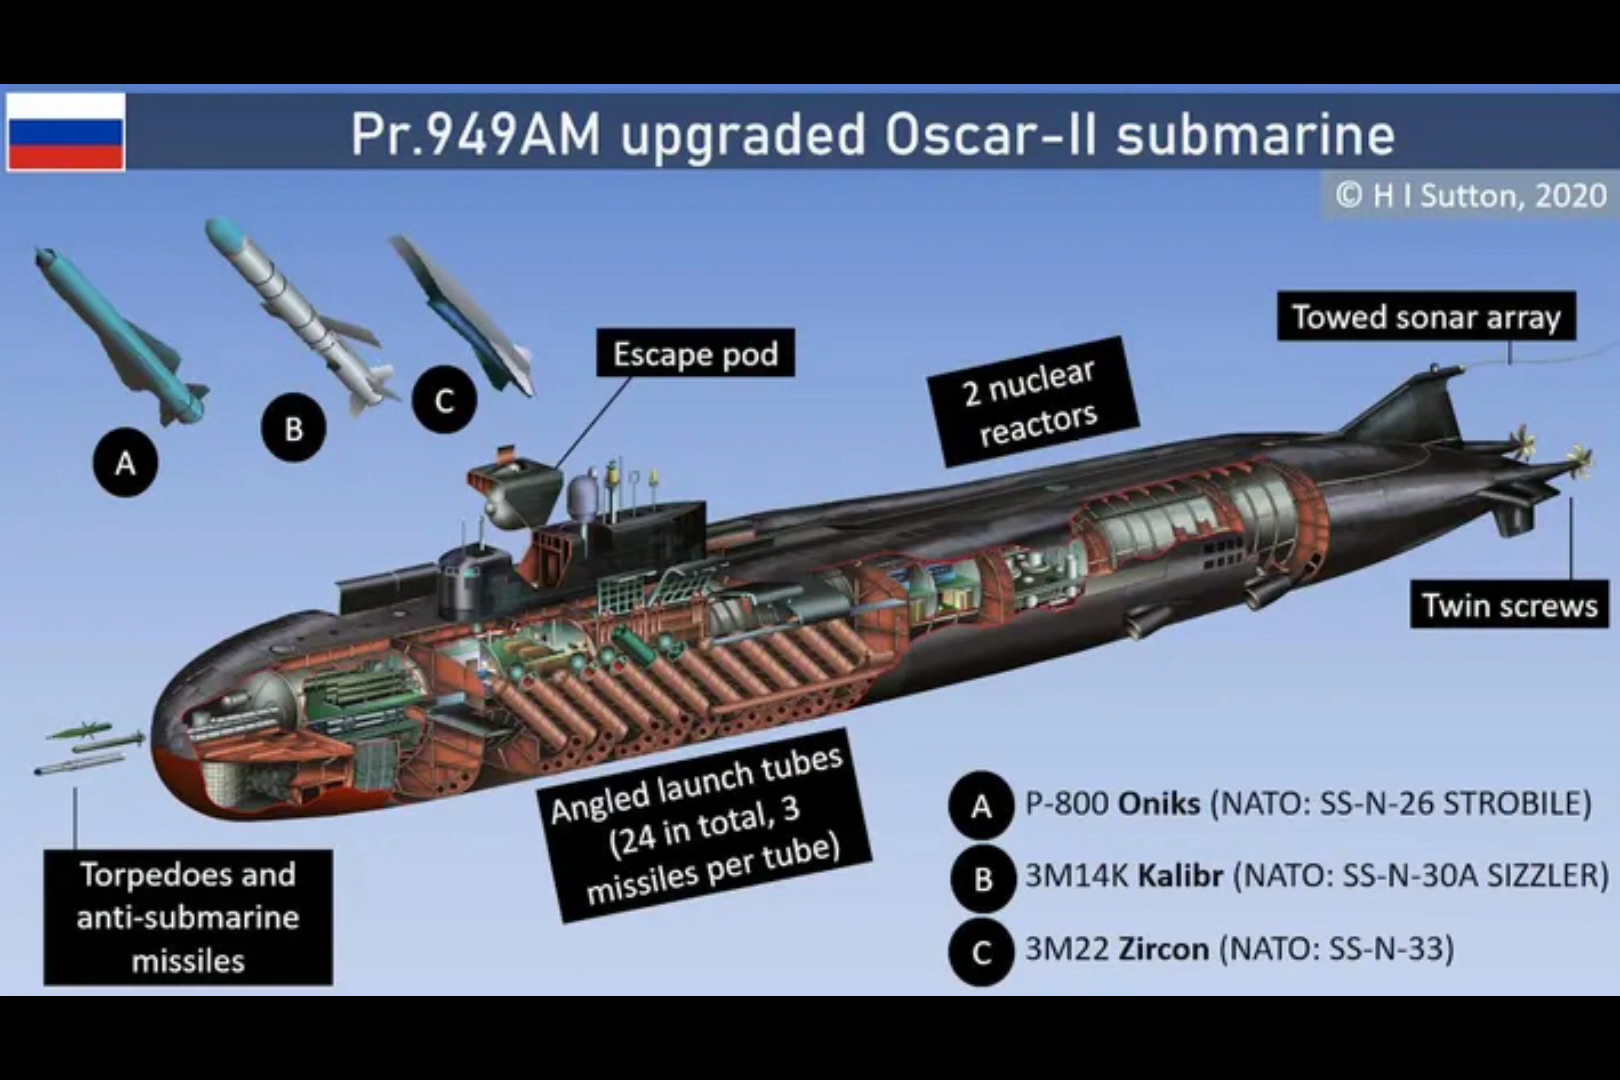 Pr.949AM upgraded Oscar-II submarine
© H I Sutton, 2020
Towed sonar array
Escape pod
2 nuclear
reactors
A
B
C
Twin screws
Angled launch tubes
(24 in total, 3
missiles per tube)
Torpedoes and
anti-submarine
missiles
A P-800 Oniks (NATO: SS-N-26 STROBILE)
B 3M14K Kalibr (NATO: SS-N-30A SIZZLER)
C 3M22 Zircon (NATO: SS-N-33)